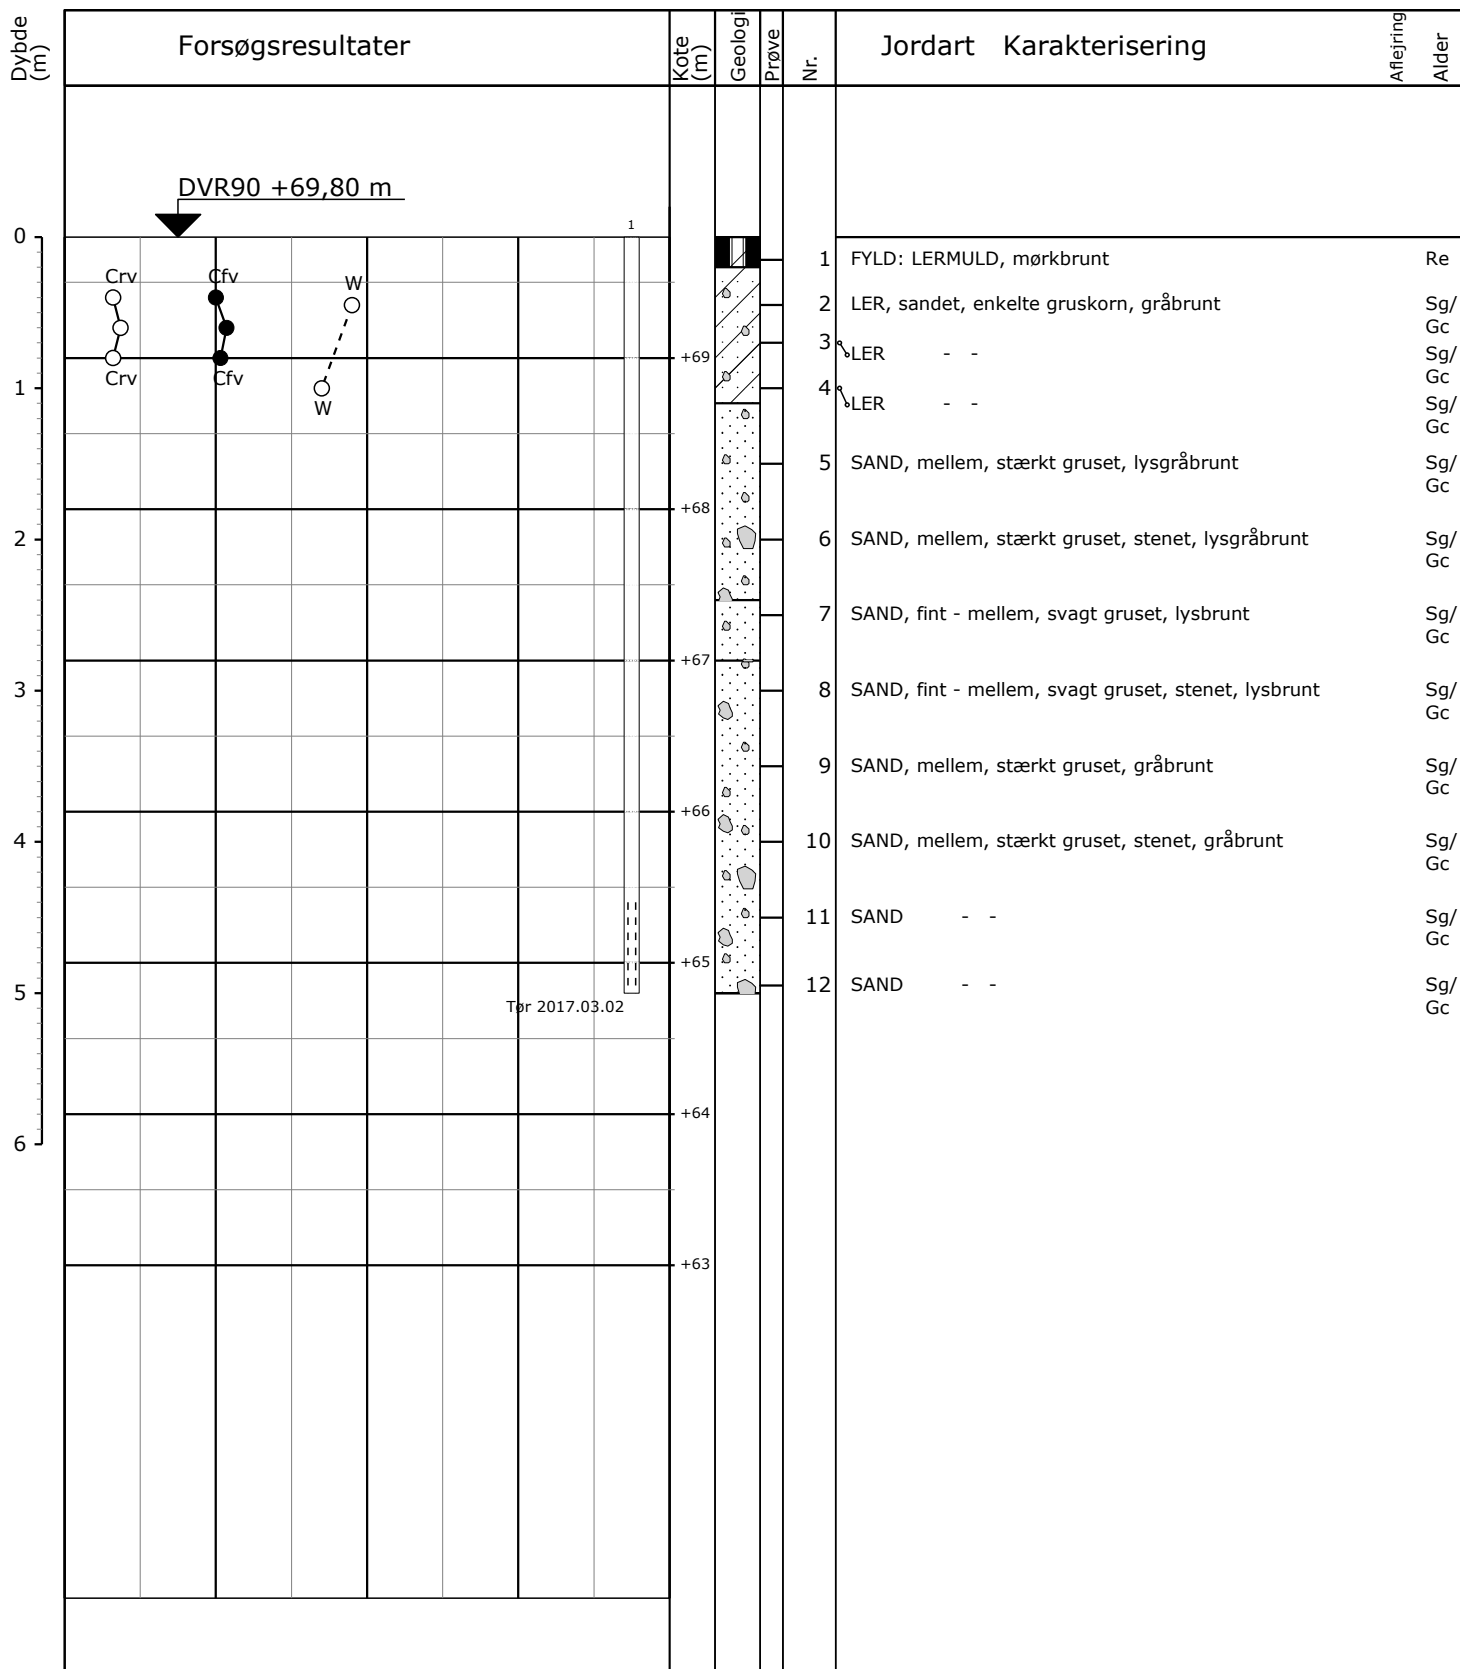 Dybde (m)
Forsøgsresultater
Kote (m)
Geologi
Prøve
Nr.
Jordart Karakterisering
Aflejring
Alder
DVR90 +69,80 m
1
0
1 FYLD: LERMULD, mørkbrunt Re
Crv Cfv W
2 LER, sandet, enkelte gruskorn, gråbrunt Sg/
Gc
3 LER - - Sg/
Gc
+69
Crv Cfv
1
W
4 LER - - Sg/
Gc
5 SAND, mellem, stærkt gruset, lysgråbrunt Sg/
Gc
+68
2
6 SAND, mellem, stærkt gruset, stenet, lysgråbrunt Sg/
Gc
7 SAND, fint - mellem, svagt gruset, lysbrunt Sg/
Gc
+67
3
8 SAND, fint - mellem, svagt gruset, stenet, lysbrunt Sg/
Gc
9 SAND, mellem, stærkt gruset, gråbrunt Sg/
Gc
+66
4
10 SAND, mellem, stærkt gruset, stenet, gråbrunt Sg/
Gc
11 SAND - - Sg/
Gc
+65
5
12 SAND - - Sg/
Gc
Tør 2017.03.02
+64
6
+63